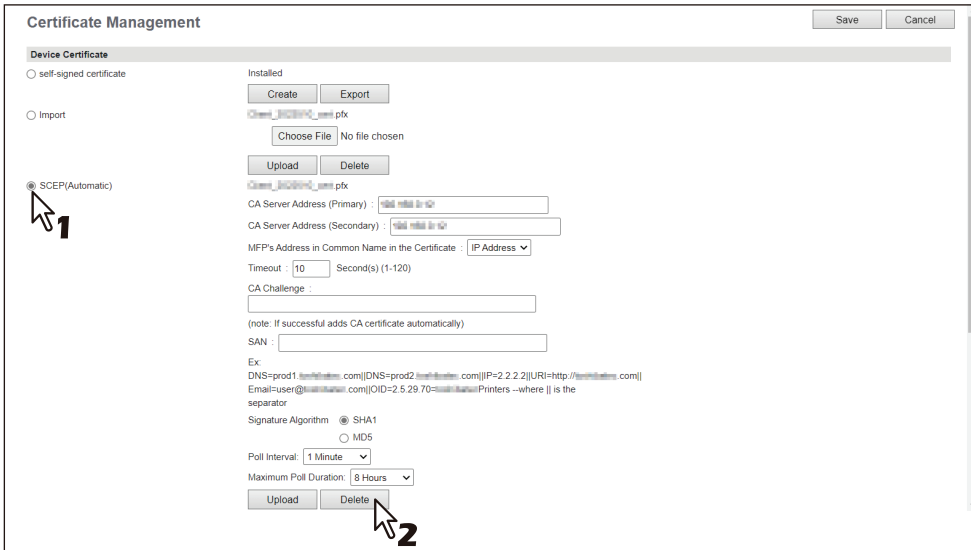 Certificate Management
Save Cancel
Device Certificate
self-signed certificate Installed
Create Export
Import .pfx
Choose File No file chosen
Upload Delete
SCEP(Automatic) .pfx
1
CA Server Address (Primary) :
CA Server Address (Secondary) :
MFP's Address in Common Name in the Certificate : IP Address
Timeout : 10 Second(s) (1-120)
CA Challenge :
(note: If successful adds CA certificate automatically)
SAN :
Ex:
DNS=prod1. .com||DNS=prod2. .com||IP=2.2.2.2||URI=http:// .com||
Email=user@ .com||OID=2.5.29.70= Printers --where || is the
separator
Signature Algorithm SHA1
MD5
Poll Interval: 1 Minute
Maximum Poll Duration: 8 Hours
Upload Delete
2